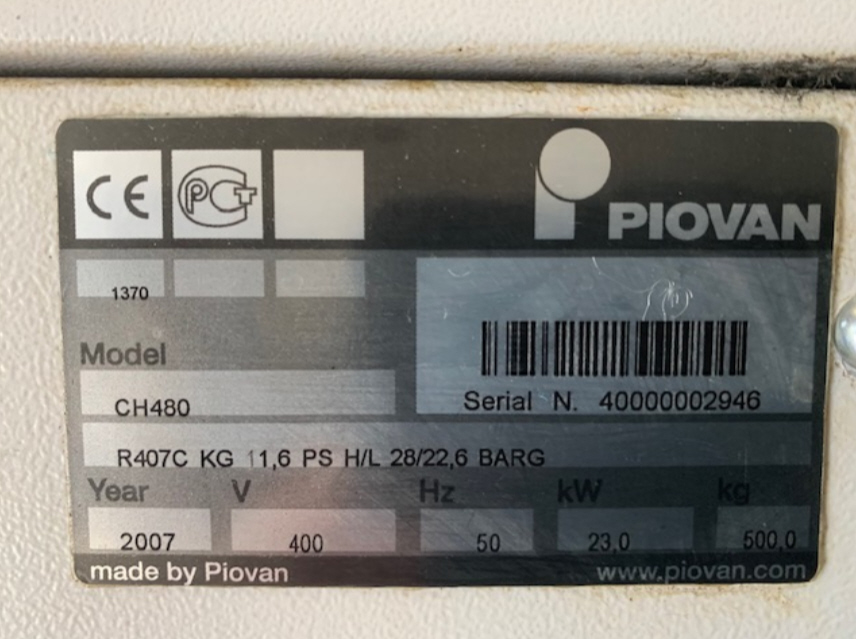 CE PCT
PIOVAN
1370
Model
CH480
Serial N. 40000002946
R407C KG 11,6 PS H/L 28/22,6 BARG
Year V Hz kW kg
2007 400 50 23,0 500,0
made by Piovan www.piovan.com